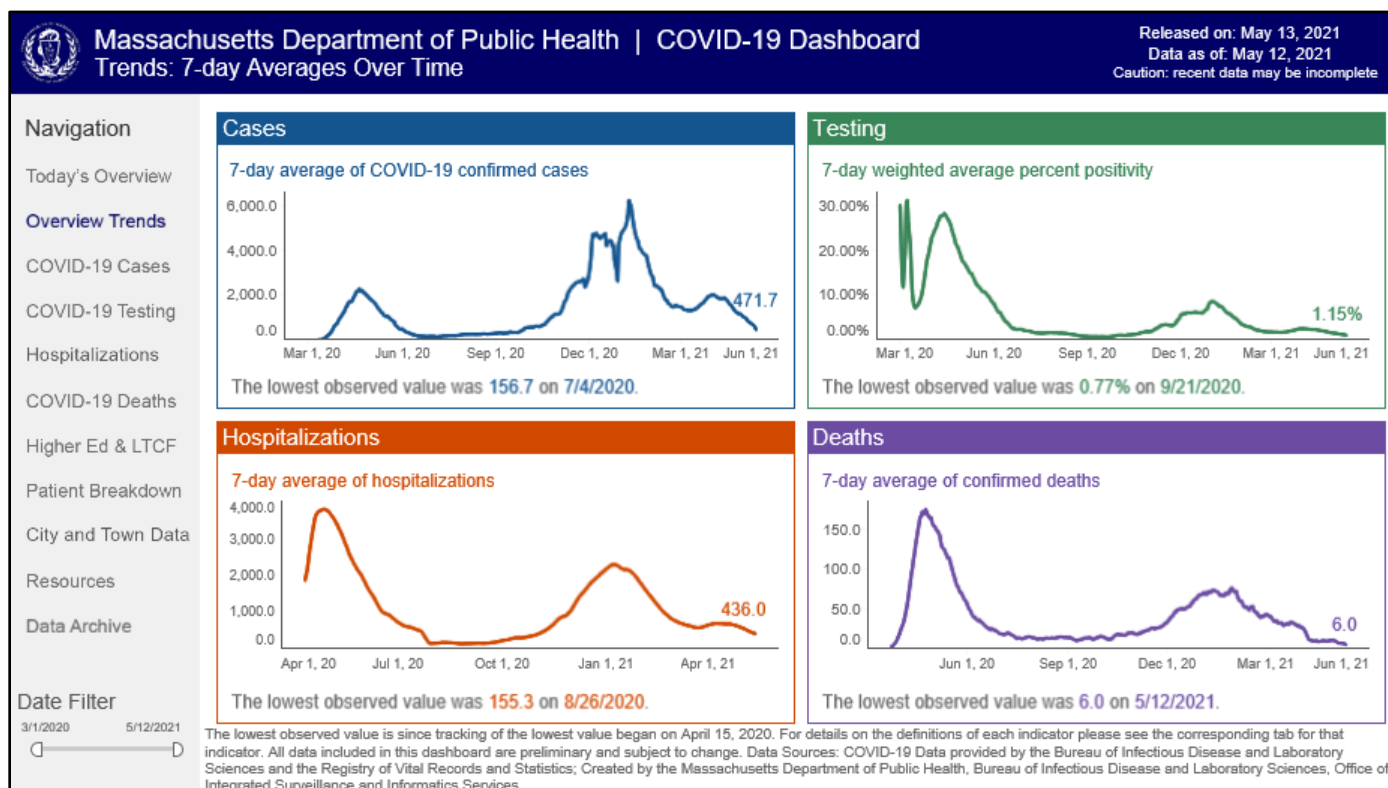 Massachusetts Department of Public Health | COVID-19 Dashboard
Trends: 7-day Averages Over Time
Released on: May 13, 2021
Data as of: May 12, 2021
Caution: recent data may be incomplete
Navigation
Today's Overview
Overview Trends
COVID-19 Cases
COVID-19 Testing
Hospitalizations
COVID-19 Deaths
Higher Ed & LTCF
Patient Breakdown
City and Town Data
Resources
Data Archive
Date Filter
3/1/2020 5/12/2021
Cases
7-day average of COVID-19 confirmed cases
6,000.0
4,000.0
2,000.0
0.0
471.7
Mar 1, 20 Jun 1, 20 Sep 1, 20 Dec 1, 20 Mar 1, 21 Jun 1, 21
The lowest observed value was 156.7 on 7/4/2020.
Testing
7-day weighted average percent positivity
30.00%
20.00%
10.00%
0.00%
1.15%
Mar 1, 20 Jun 1, 20 Sep 1, 20 Dec 1, 20 Mar 1, 21 Jun 1, 21
The lowest observed value was 0.77% on 9/21/2020.
Hospitalizations
7-day average of hospitalizations
4,000.0
3,000.0
2,000.0
1,000.0
0.0
436.0
Apr 1, 20 Jul 1, 20 Oct 1, 20 Jan 1, 21 Apr 1, 21
The lowest observed value was 155.3 on 8/26/2020.
Deaths
7-day average of confirmed deaths
150.0
100.0
50.0
0.0
6.0
Jun 1, 20 Sep 1, 20 Dec 1, 20 Mar 1, 21 Jun 1, 21
The lowest observed value was 6.0 on 5/12/2021.
The lowest observed value is since tracking of the lowest value began on April 15, 2020. For details on the definitions of each indicator please see the corresponding tab for that
indicator. All data included in this dashboard are preliminary and subject to change. Data Sources: COVID-19 Data provided by the Bureau of Infectious Disease and Laboratory
Sciences and the Registry of Vital Records and Statistics; Created by the Massachusetts Department of Public Health, Bureau of Infectious Disease and Laboratory Sciences, Office of
Integrated Surveillance and Informatics Services.